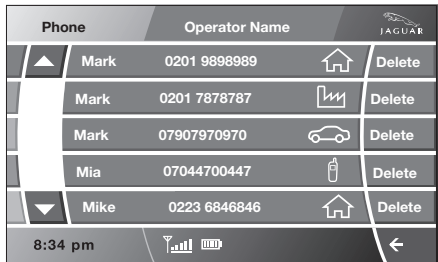 Phone Operator Name JAGUAR
Mark 0201 9898989 Delete
Mark 0201 7878787 Delete
Mark 07907970970 Delete
Mia 07044700447 Delete
Mike 0223 6846846 Delete
8:34 pm